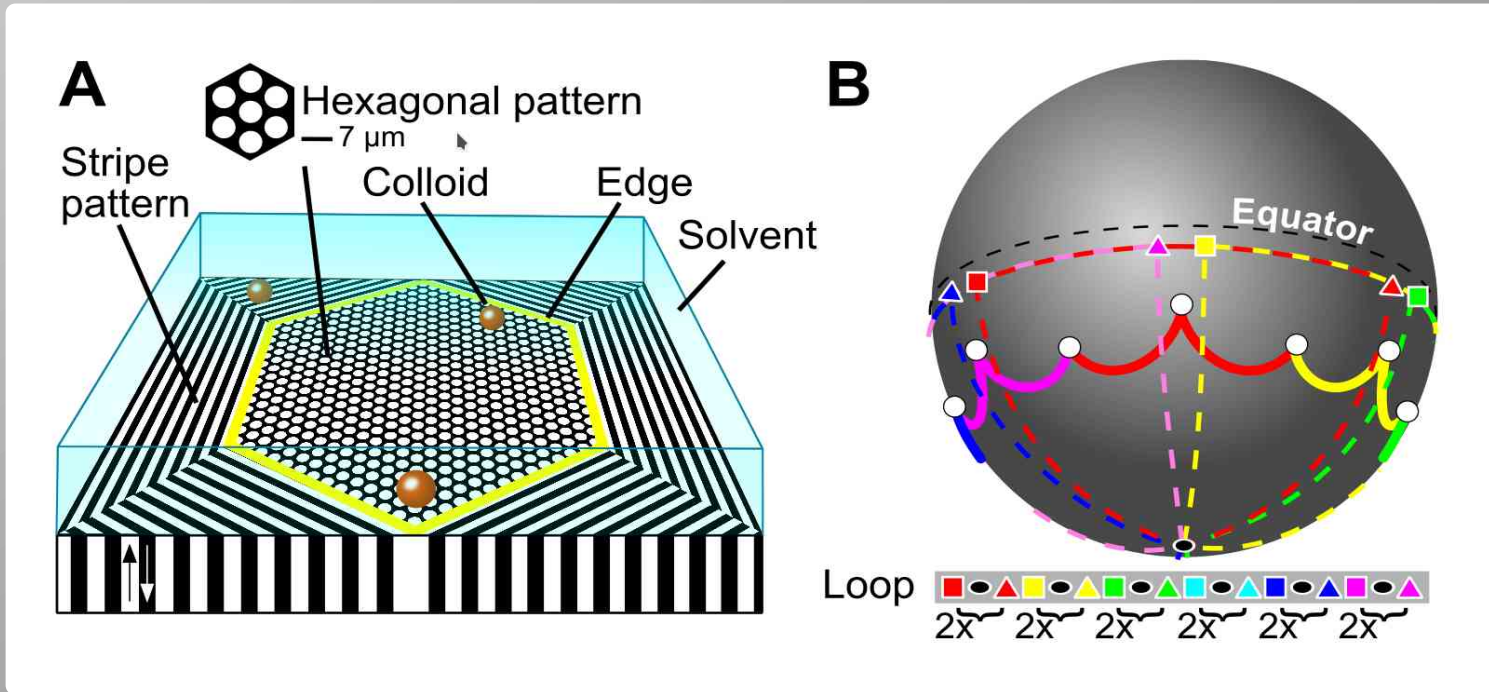 A
Hexagonal pattern
7 µm
Stripe
pattern
Colloid
Edge
Solvent
B
Equator
Loop
2x
2x
2x
2x
2x
2x